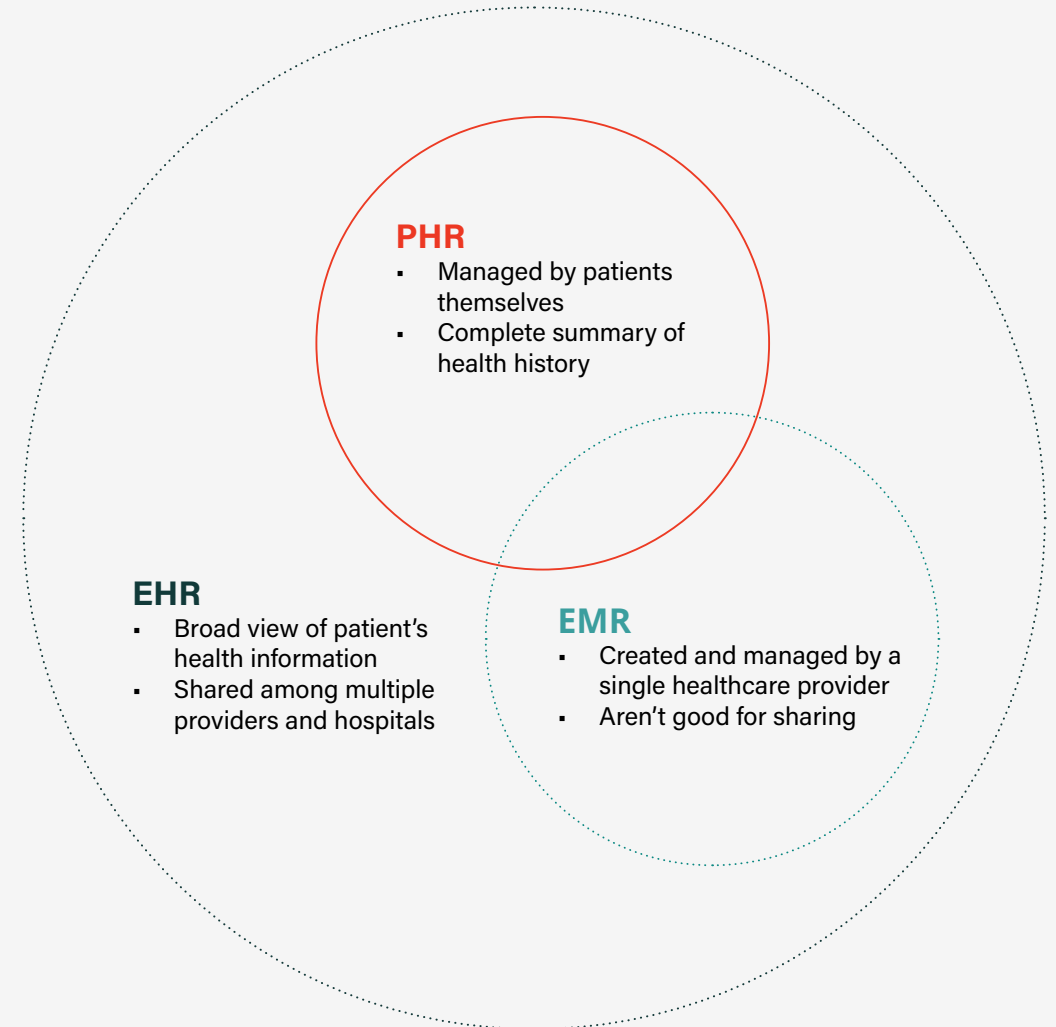 PHR
▪ Managed by patients
themselves
▪ Complete summary of
health history
EHR
▪ Broad view of patient’s
health information
▪ Shared among multiple
providers and hospitals
EMR
▪ Created and managed by a
single healthcare provider
▪ Aren’t good for sharing